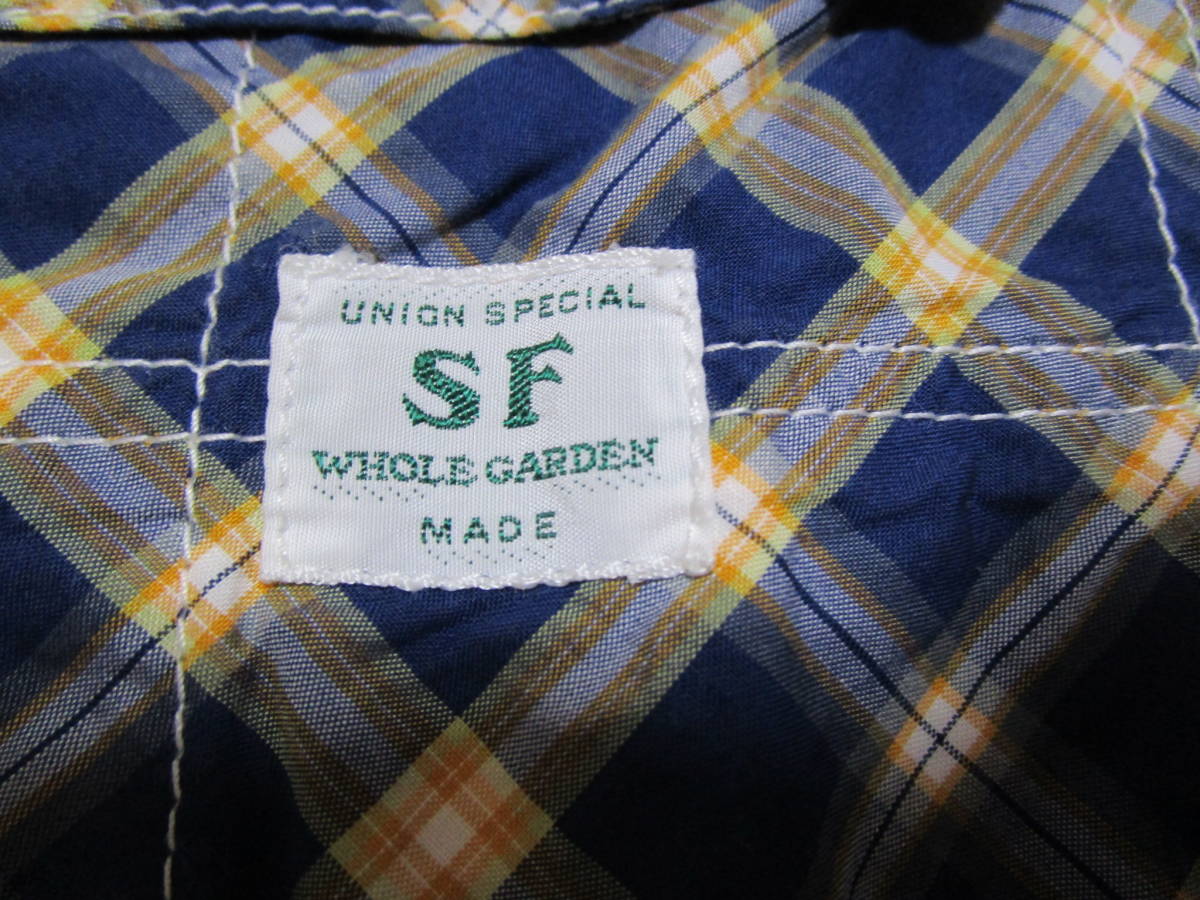 UNION SPECIAL
SF
WHOLE GARDEN
MADE